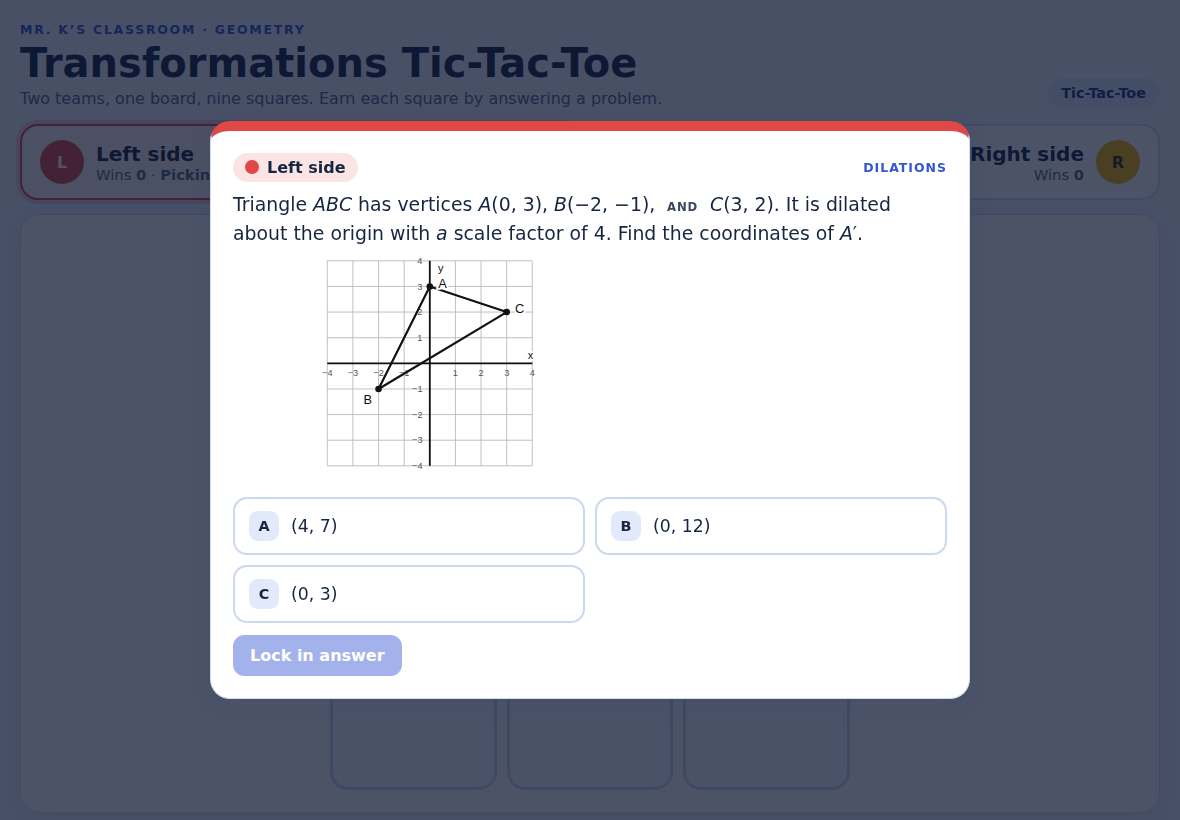 MR. K’S CLASSROOM · GEOMETRY
Transformations Tic-Tac-Toe
Two teams, one board, nine squares. Earn each square by answering a problem.
Tic-Tac-Toe
L
Left side
Wins 0 · Pickin
Right side
Wins 0
R
Left side
DILATIONS
Triangle ABC has vertices A(0, 3), B(−2, −1), AND C(3, 2). It is dilated
about the origin with a scale factor of 4. Find the coordinates of A′.
4
y
3
A
2
C
1
x
−4 −3 −2 −1 1 2 3 4
−1
B
−2
−3
−4
A (4, 7)
B (0, 12)
C (0, 3)
Lock in answer